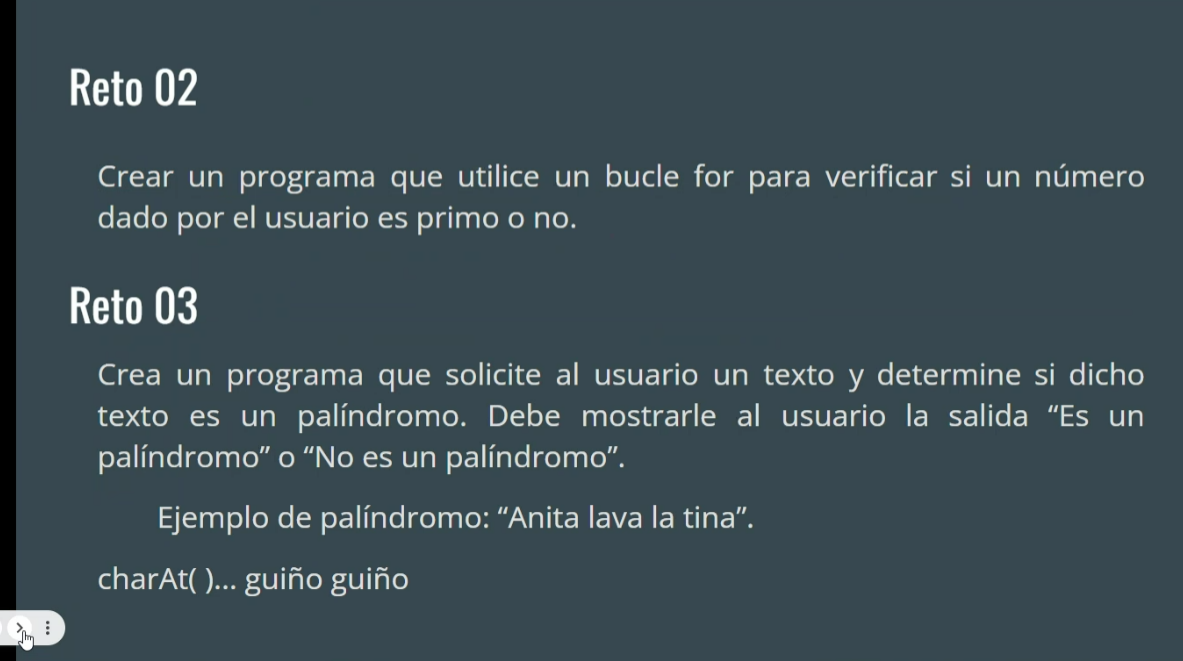 Reto 02
Crear un programa que utilice un bucle for para verificar si un número
dado por el usuario es primo o no.
Reto 03
Crea un programa que solicite al usuario un texto y determine si dicho
texto es un palíndromo. Debe mostrarle al usuario la salida “Es un
palíndromo” o “No es un palíndromo”.
Ejemplo de palíndromo: “Anita lava la tina”.
charAt( )... guiño guiño